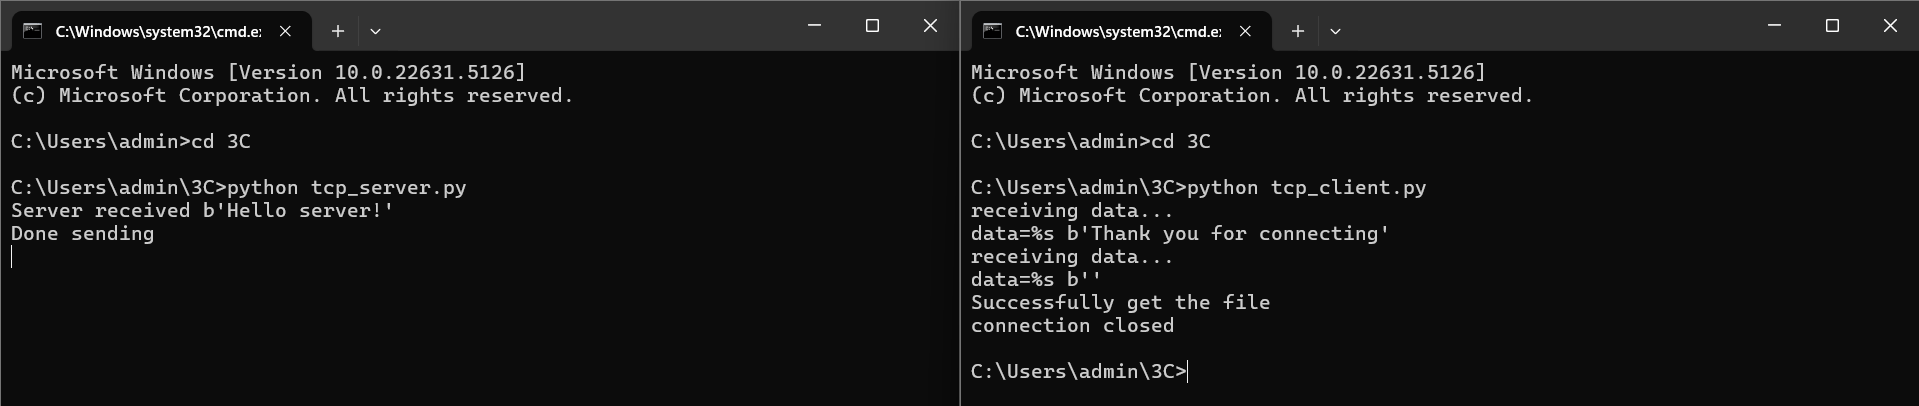 C:\Windows\system32\cmd.e
Microsoft Windows [Version 10.0.22631.5126]
(c) Microsoft Corporation. All rights reserved.
C:\Users\admin>cd 3C
C:\Users\admin\3C>python tcp_server.py
Server received b'Hello server!'
Done sending
C:\Windows\system32\cmd.e
Microsoft Windows [Version 10.0.22631.5126]
(c) Microsoft Corporation. All rights reserved.
C:\Users\admin>cd 3C
C:\Users\admin\3C>python tcp_client.py
receiving data...
data=%s b'Thank you for connecting'
receiving data...
data=%s b''
Successfully get the file
connection closed
C:\Users\admin\3C>